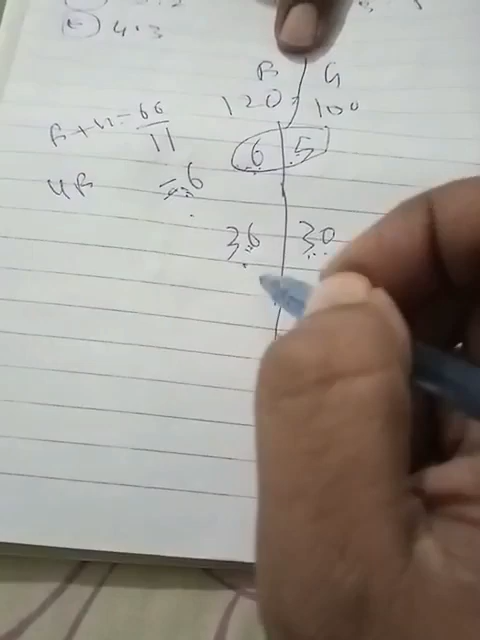 (E) 4:3
B G
120 : 100
B + G = 66/11
6 5
4B = 6
36 30